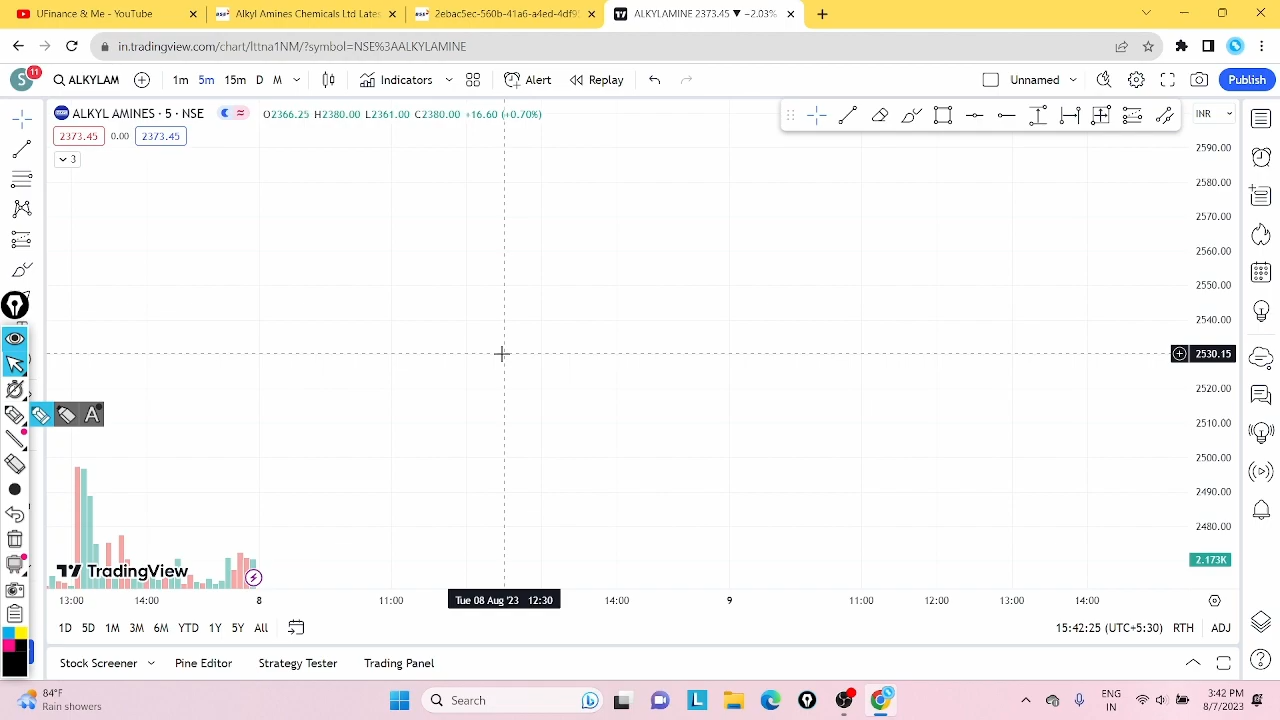 UFinance & Me - YouTube
Alkyl Amines Chemicals Ltd Lates
2ebac5ec-560b-41a6-a4ed-4df9
ALKYLAMINE 2373.45 ▼ −2.03%
in.tradingview.com/chart/lttna1NM/?symbol=NSE%3AALKYLAMINE
S 11
ALKYLAM
1m 5m 15m D M
Indicators
Alert
Replay
Unnamed
Publish
ALKYL AMINES · 5 · NSE
O2366.25 H2380.00 L2361.00 C2380.00 +16.60 (+0.70%)
INR
2373.45 0.00 2373.45
3
2590.00
2580.00
2570.00
2560.00
2550.00
2540.00
2530.15
2520.00
2510.00
A
2500.00
2490.00
2480.00
2.173K
TradingView
13:00 14:00 8 11:00 Tue 08 Aug '23 12:30 14:00 9 11:00 12:00 13:00 14:00
1D 5D 1M 3M 6M YTD 1Y 5Y All
15:42:25 (UTC+5:30) RTH ADJ
Stock Screener Pine Editor Strategy Tester Trading Panel
84°F
Rain showers
Search
L
ENG
IN
3:42 PM
8/7/2023